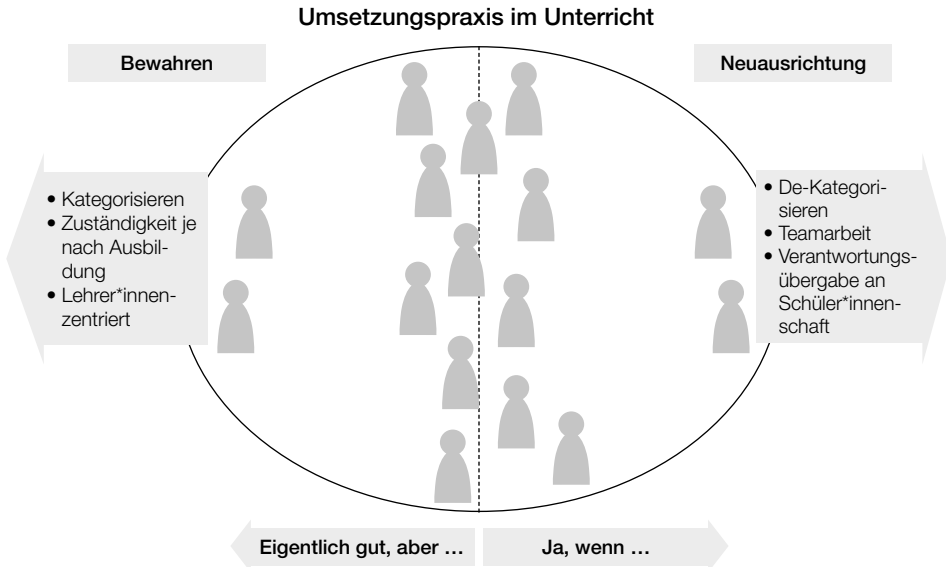 Umsetzungspraxis im Unterricht
Bewahren
Neuausrichtung
• Kategorisieren
• Zuständigkeit je
nach Ausbil-
dung
• Lehrer*innen-
zentriert
• De-Kategori-
sieren
• Teamarbeit
• Verantwortungs-
übergabe an
Schüler*innen-
schaft
Eigentlich gut, aber …
Ja, wenn …